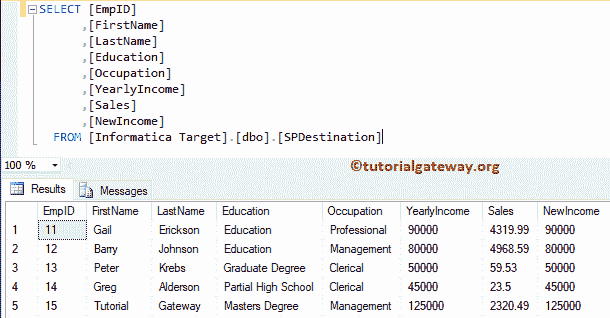 SELECT [EmpID]
,[FirstName]
,[LastName]
,[Education]
,[Occupation]
,[YearlyIncome]
,[Sales]
,[NewIncome]
FROM [Informatica Target].[dbo].[SPDestination]
100 %
©tutorialgateway.org
Results Messages
EmpID FirstName LastName Education Occupation YearlyIncome Sales NewIncome
1 11 Gail Erickson Education Professional 90000 4319.99 90000
2 12 Barry Johnson Education Management 80000 4968.59 80000
3 13 Peter Krebs Graduate Degree Clerical 50000 59.53 50000
4 14 Greg Alderson Partial High School Clerical 45000 23.5 45000
5 15 Tutorial Gateway Masters Degree Management 125000 2320.49 125000